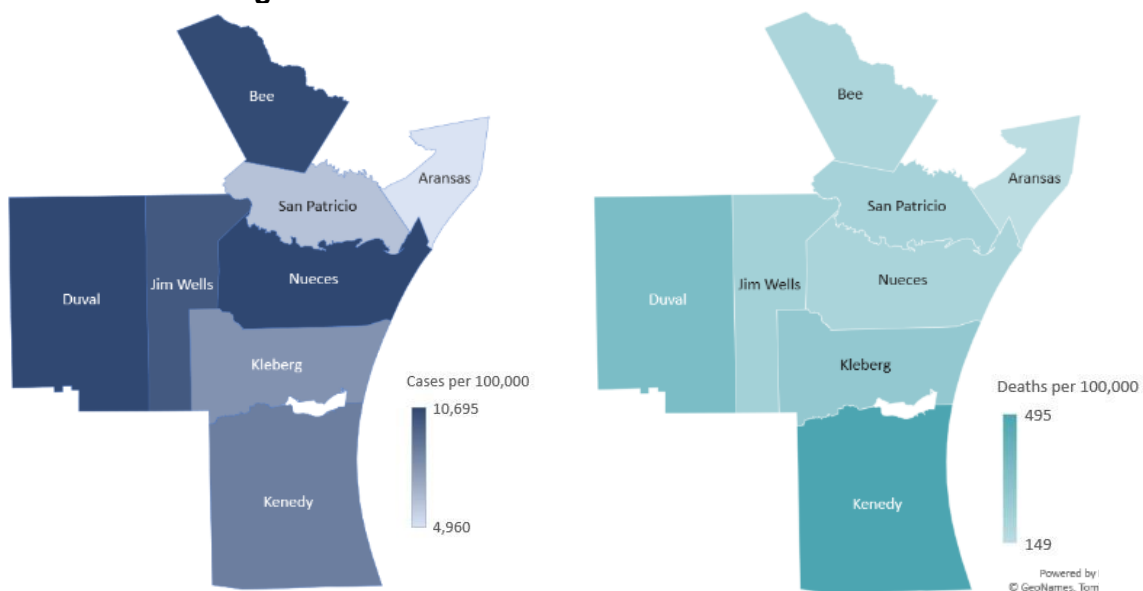 Bee
Aransas
San Patricio
Nueces
Jim Wells
Duval
Kleberg
Kenedy
Cases per 100,000
10,695
4,960
Bee
Aransas
San Patricio
Nueces
Jim Wells
Duval
Kleberg
Kenedy
Deaths per 100,000
495
149
Powered by
© GeoNames, Tom